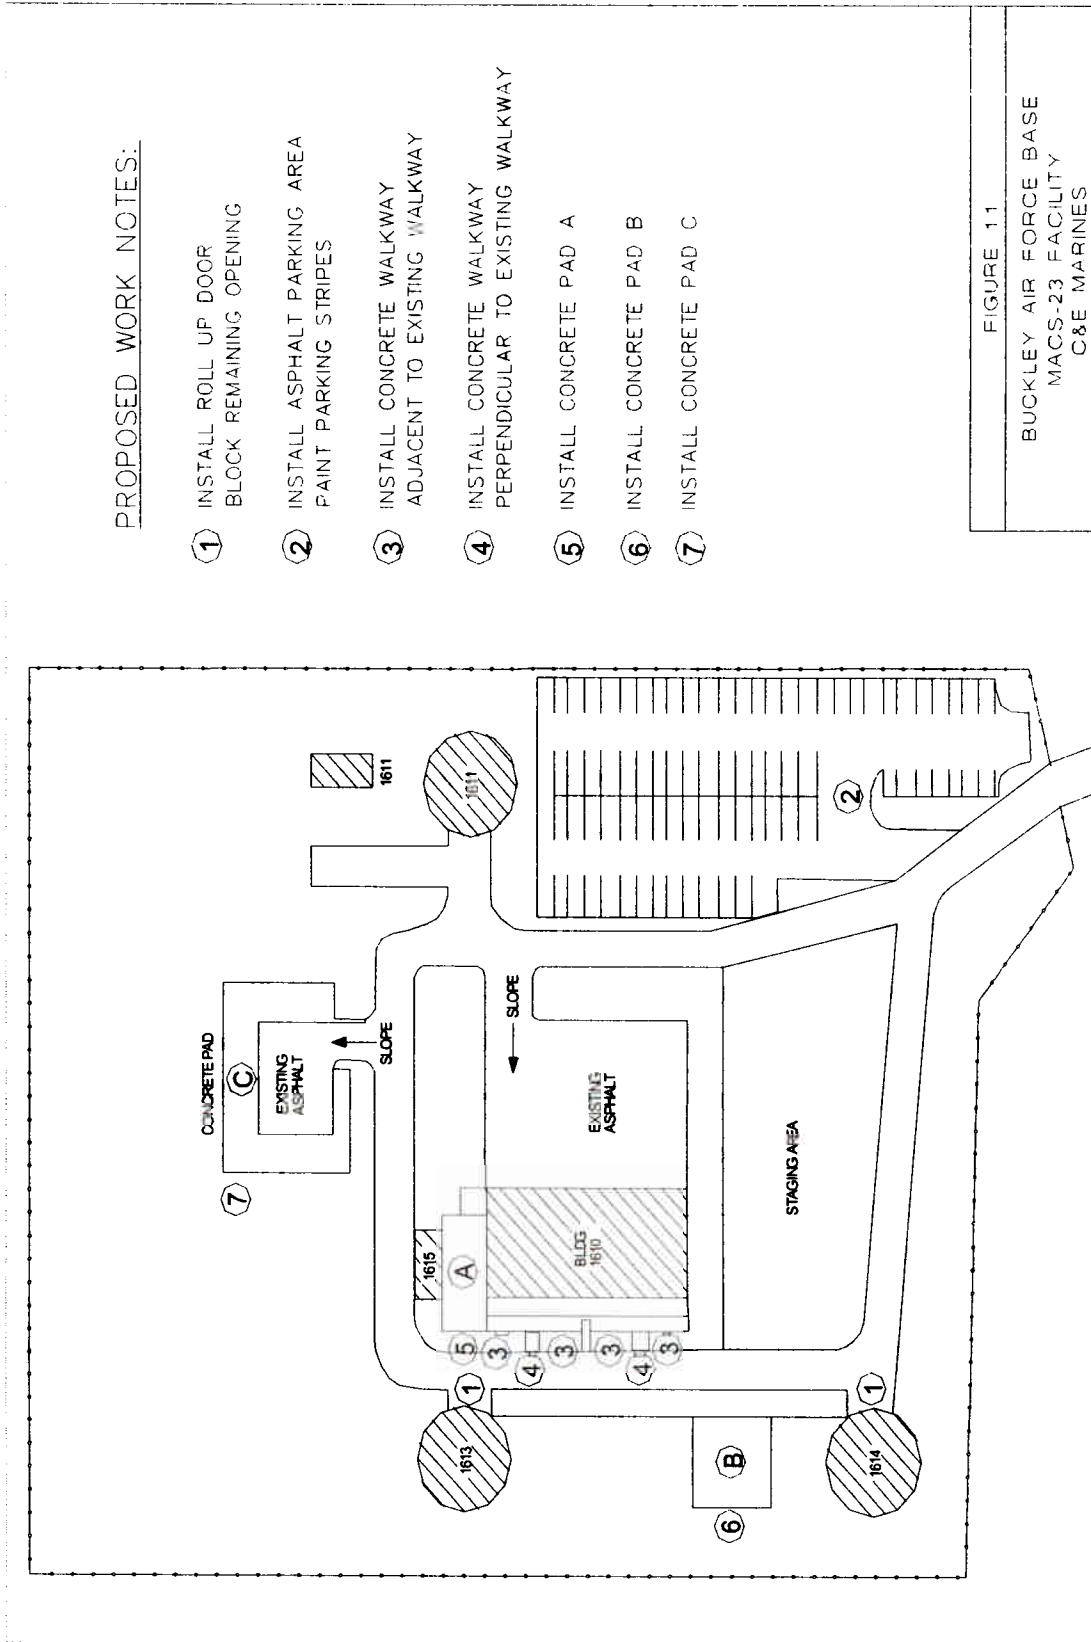 PROPOSED WORK NOTES:
1 INSTALL ROLL UP DOOR
BLOCK REMAINING OPENING
2 INSTALL ASPHALT PARKING AREA
PAINT PARKING STRIPES
3 INSTALL CONCRETE WALKWAY
ADJACENT TO EXISTING WALKWAY
4 INSTALL CONCRETE WALKWAY
PERPENDICULAR TO EXISTING WALKWAY
5 INSTALL CONCRETE PAD A
6 INSTALL CONCRETE PAD B
7 INSTALL CONCRETE PAD C
FIGURE 11
BUCKLEY AIR FORCE BASE
MACS-23 FACILITY
C&E MARINES
CONCRETE PAD
7
C
EXISTING
ASPHALT
SLOPE
1611
1611
SLOPE
1615
A
5
3
4
3
3
4
3
BLDG
1610
EXISTING
ASPHALT
1
1613
B
6
STAGING AREA
2
1
1614